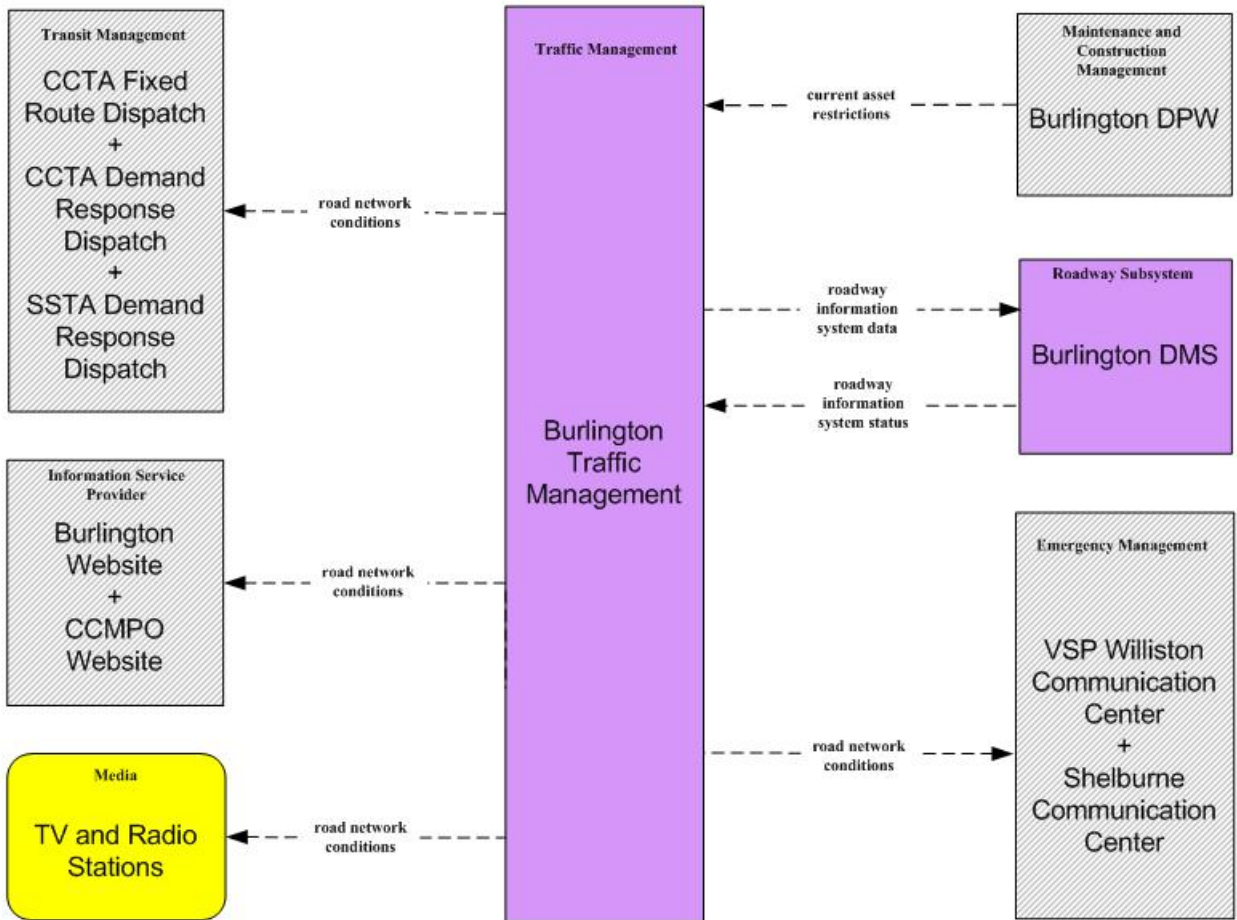 Transit Management
CCTA Fixed
Route Dispatch
+
CCTA Demand
Response
Dispatch
+
SSTA Demand
Response
Dispatch
road network
conditions
Information Service
Provider
Burlington
Website
+
CCMPO
Website
road network
conditions
Media
TV and Radio
Stations
road network
conditions
Traffic Management
Burlington
Traffic
Management
current asset
restrictions
Maintenance and
Construction
Management
Burlington DPW
roadway
information
system data
roadway
information
system status
Roadway Subsystem
Burlington DMS
road network
conditions
Emergency Management
VSP Williston
Communication
Center
+
Shelburne
Communication
Center